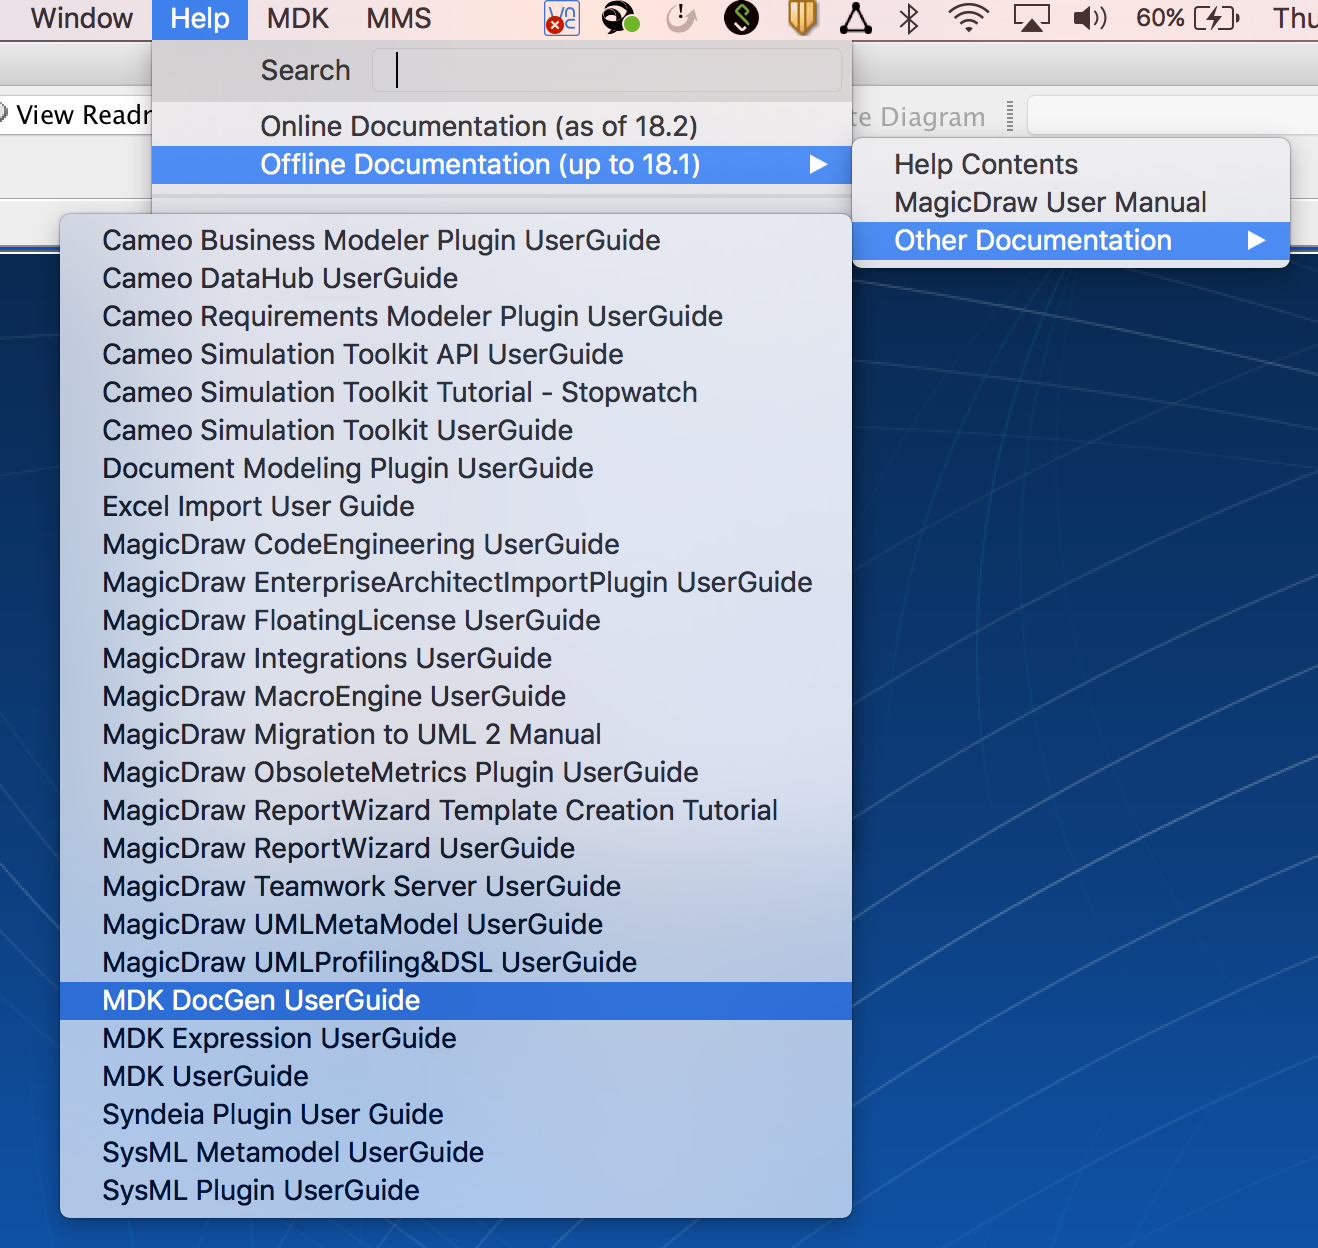 Window Help MDK MMS 60% Thu
Search
View Readr
te Diagram
Online Documentation (as of 18.2)
Offline Documentation (up to 18.1)
Help Contents
MagicDraw User Manual
Other Documentation
Cameo Business Modeler Plugin UserGuide
Cameo DataHub UserGuide
Cameo Requirements Modeler Plugin UserGuide
Cameo Simulation Toolkit API UserGuide
Cameo Simulation Toolkit Tutorial - Stopwatch
Cameo Simulation Toolkit UserGuide
Document Modeling Plugin UserGuide
Excel Import User Guide
MagicDraw CodeEngineering UserGuide
MagicDraw EnterpriseArchitectImportPlugin UserGuide
MagicDraw FloatingLicense UserGuide
MagicDraw Integrations UserGuide
MagicDraw MacroEngine UserGuide
MagicDraw Migration to UML 2 Manual
MagicDraw ObsoleteMetrics Plugin UserGuide
MagicDraw ReportWizard Template Creation Tutorial
MagicDraw ReportWizard UserGuide
MagicDraw Teamwork Server UserGuide
MagicDraw UMLMetaModel UserGuide
MagicDraw UMLProfiling&DSL UserGuide
MDK DocGen UserGuide
MDK Expression UserGuide
MDK UserGuide
Syndeia Plugin User Guide
SysML Metamodel UserGuide
SysML Plugin UserGuide